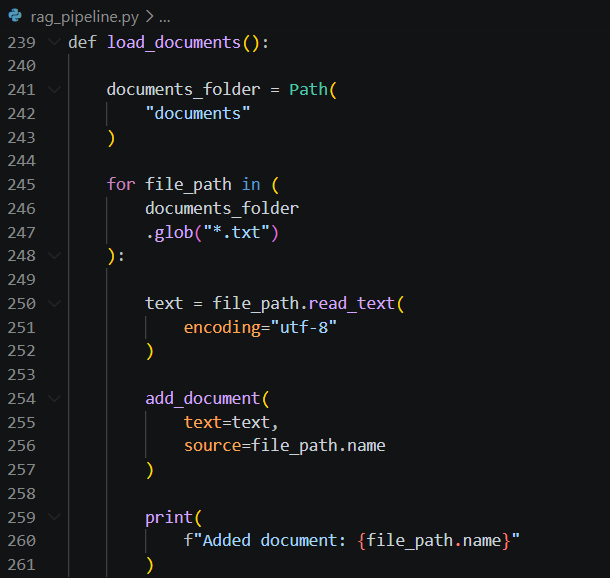 rag_pipeline.py > ...
239 def load_documents():
240
241     documents_folder = Path(
242         "documents"
243     )
244
245     for file_path in (
246         documents_folder
247         .glob("*.txt")
248     ):
249
250         text = file_path.read_text(
251             encoding="utf-8"
252         )
253
254         add_document(
255             text=text,
256             source=file_path.name
257         )
258
259         print(
260             f"Added document: {file_path.name}"
261         )